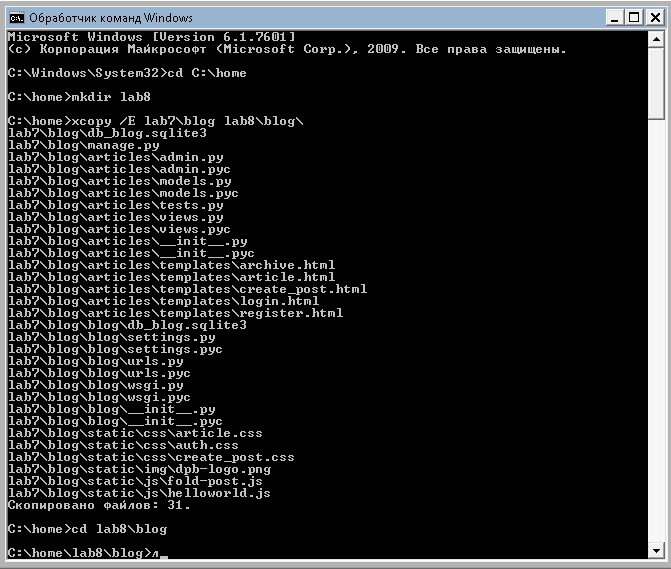 Обработчик команд Windows
Microsoft Windows [Version 6.1.7601]
(c) Корпорация Майкрософт (Microsoft Corp.), 2009. Все права защищены.
C:\Windows\System32>cd C:\home
C:\home>mkdir lab8
C:\home>xcopy /E lab7\blog lab8\blog\
lab7\blog\db_blog.sqlite3
lab7\blog\manage.py
lab7\blog\articles\admin.py
lab7\blog\articles\admin.pyc
lab7\blog\articles\models.py
lab7\blog\articles\models.pyc
lab7\blog\articles\tests.py
lab7\blog\articles\views.py
lab7\blog\articles\views.pyc
lab7\blog\articles\__init__.py
lab7\blog\articles\__init__.pyc
lab7\blog\articles\templates\archive.html
lab7\blog\articles\templates\article.html
lab7\blog\articles\templates\create_post.html
lab7\blog\articles\templates\login.html
lab7\blog\articles\templates\register.html
lab7\blog\blog\db_blog.sqlite3
lab7\blog\blog\settings.py
lab7\blog\blog\settings.pyc
lab7\blog\blog\urls.py
lab7\blog\blog\urls.pyc
lab7\blog\blog\wsgi.py
lab7\blog\blog\wsgi.pyc
lab7\blog\blog\__init__.py
lab7\blog\blog\__init__.pyc
lab7\blog\static\css\article.css
lab7\blog\static\css\auth.css
lab7\blog\static\css\create_post.css
lab7\blog\static\img\dpb-logo.png
lab7\blog\static\js\fold-post.js
lab7\blog\static\js\helloworld.js
Скопировано файлов: 31.
C:\home>cd lab8\blog
C:\home\lab8\blog>л_